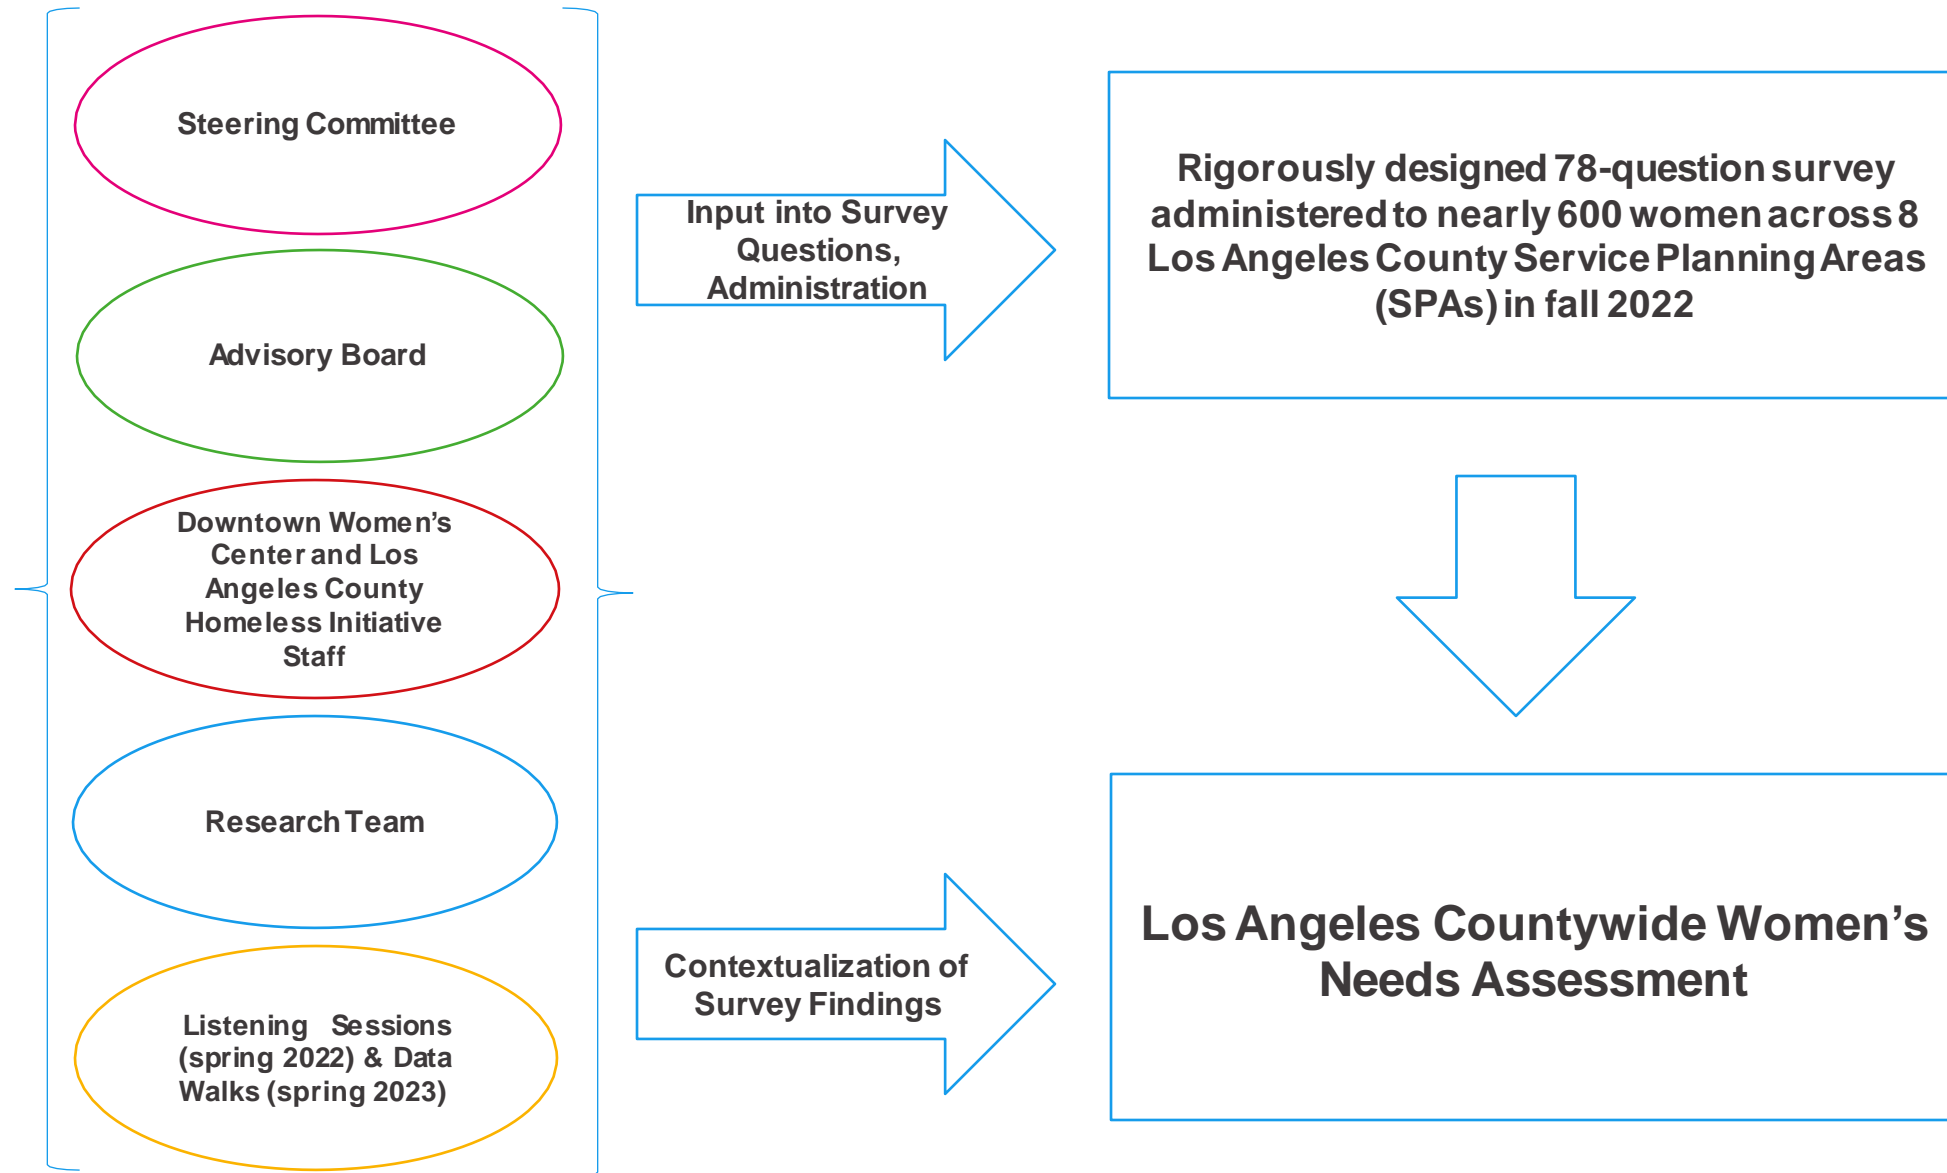 Steering Committee
Advisory Board
Downtown Women’s
Center and Los
Angeles County
Homeless Initiative
Staff
Research Team
Listening Sessions
(spring 2022) & Data
Walks (spring 2023)
Input into Survey
Questions,
Administration
Rigorously designed 78-question survey
administered to nearly 600 women across 8
Los Angeles County Service Planning Areas
(SPAs) in fall 2022
Contextualization of
Survey Findings
Los Angeles Countywide Women’s
Needs Assessment